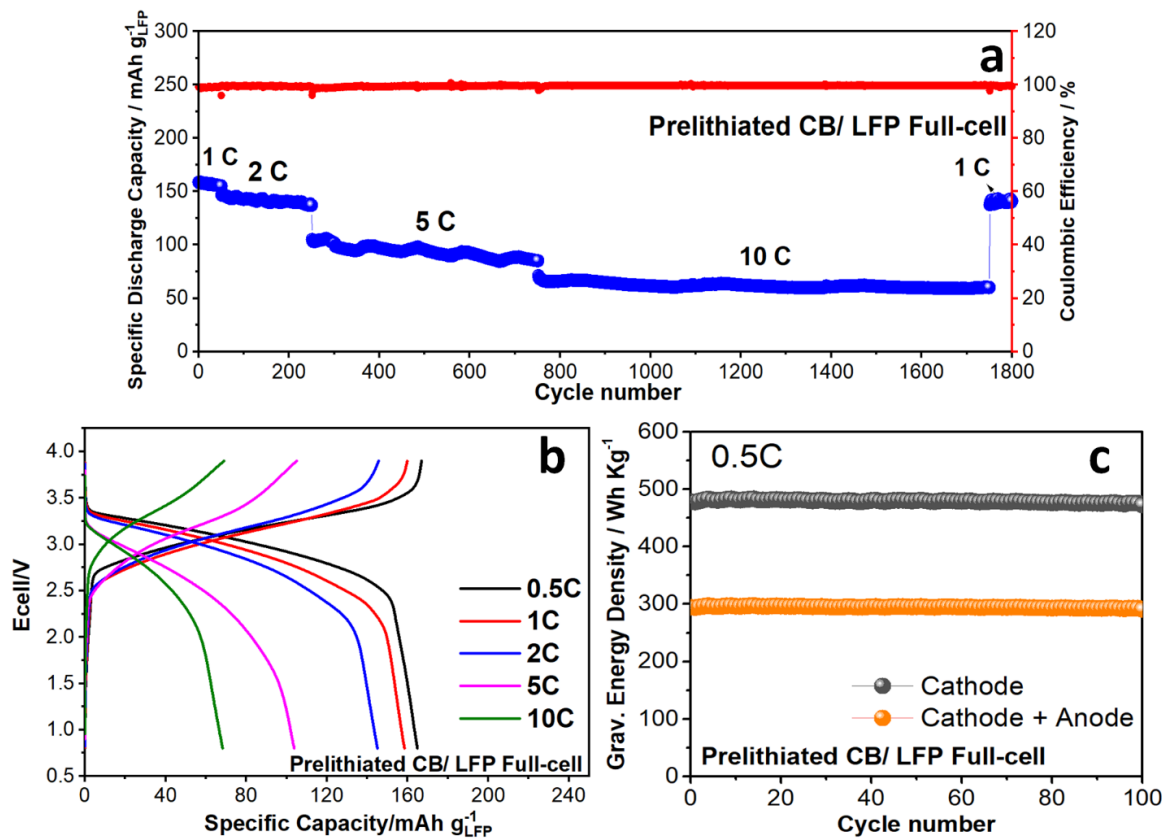 a
Specific Discharge Capacity / mAh g⁻¹LFP
300
250
200
150
100
50
0
Coulombic Efficiency / %
120
100
80
60
40
20
0
Prelithiated CB/ LFP Full-cell
1 C
2 C
5 C
10 C
1 C
0 200 400 600 800 1000 1200 1400 1600 1800
Cycle number
b
Ecell/V
4.0
3.5
3.0
2.5
2.0
1.5
1.0
0.5
0.5C
1C
2C
5C
10C
Prelithiated CB/ LFP Full-cell
0 40 80 120 160 200 240
Specific Capacity/mAh g⁻¹LFP
c
0.5C
Grav. Energy Density / Wh Kg⁻¹
600
500
400
300
200
100
0
Cathode
Cathode + Anode
Prelithiated CB/ LFP Full-cell
0 20 40 60 80 100
Cycle number